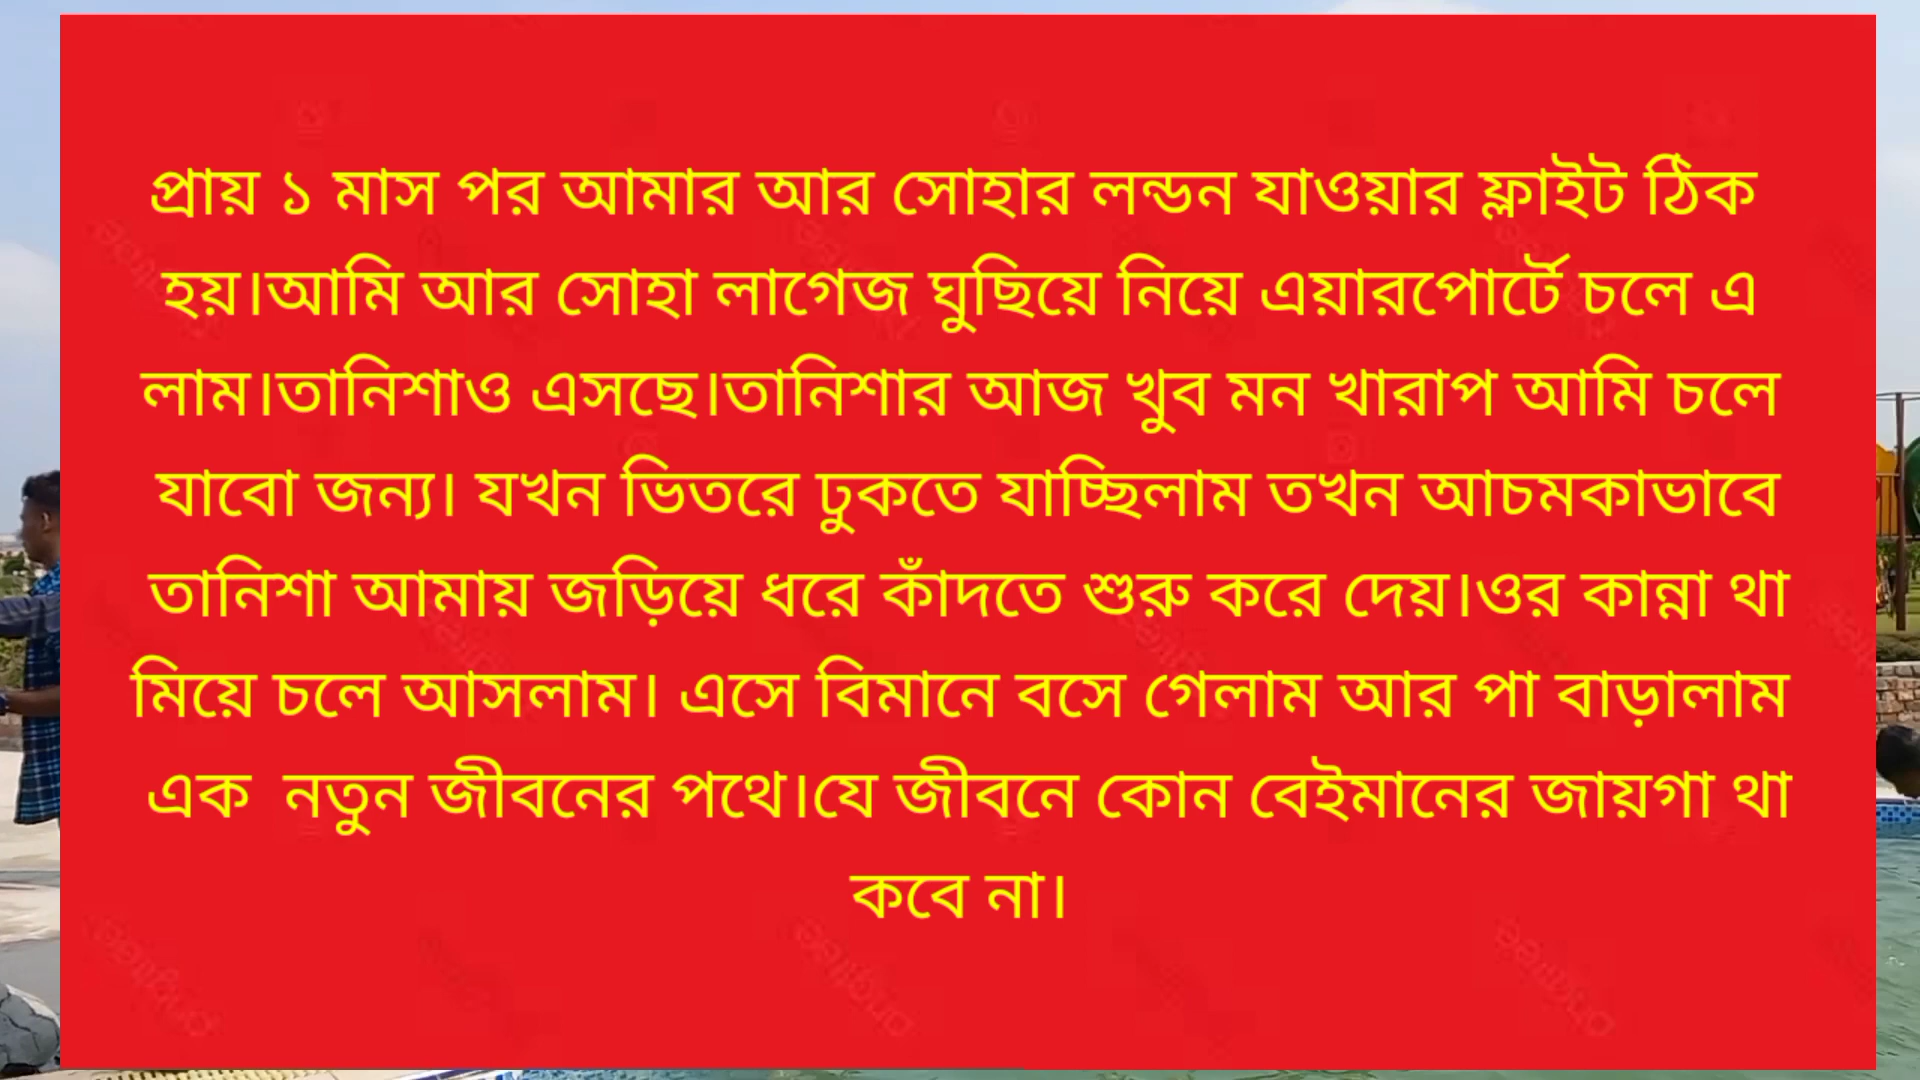 প্রায় ১ মাস পর আমার আর সোহার লন্ডন যাওয়ার ফ্লাইট ঠিক
হয়।আমি আর সোহা লাগেজ ঘুছিয়ে নিয়ে এয়ারপোর্টে চলে এ
লাম।তানিশাও এসছে।তানিশার আজ খুব মন খারাপ আমি চলে
যাবো জন্য। যখন ভিতরে ঢুকতে যাচ্ছিলাম তখন আচমকাভাবে
তানিশা আমায় জড়িয়ে ধরে কাঁদতে শুরু করে দেয়।ওর কান্না থা
মিয়ে চলে আসলাম। এসে বিমানে বসে গেলাম আর পা বাড়ালাম
এক  নতুন জীবনের পথে।যে জীবনে কোন বেইমানের জায়গা থা
কবে না।